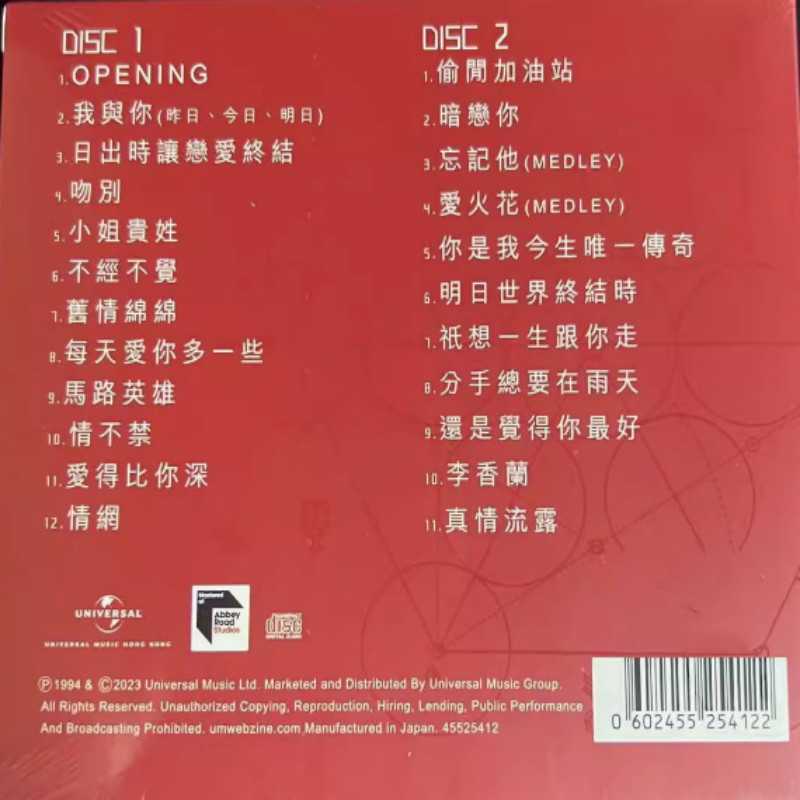 DISC 1
1.OPENING
2.我與你(昨日、今日、明日)
3.日出時讓戀愛終結
4.吻別
5.小姐貴姓
6.不經不覺
7.舊情綿綿
8.每天愛你多一些
9.馬路英雄
10.情不禁
11.愛得比你深
12.情網
DISC 2
1.偷閒加油站
2.暗戀你
3.忘記他(MEDLEY)
4.愛火花(MEDLEY)
5.你是我今生唯一傳奇
6.明日世界終結時
7.祇想一生跟你走
8.分手總要在雨天
9.還是覺得你最好
10.李香蘭
11.真情流露
UNIVERSAL
UNIVERSAL MUSIC HONG KONG
Mastered
at
Abbey
Road
Studios
COMPACT
disc
DIGITAL AUDIO
Ⓟ1994 & Ⓒ2023 Universal Music Ltd. Marketed and Distributed By Universal Music Group.
All Rights Reserved. Unauthorized Copying, Reproduction, Hiring, Lending, Public Performance
And Broadcasting Prohibited. umwebzine.com Manufactured in Japan. 45525412
0 602455 254122